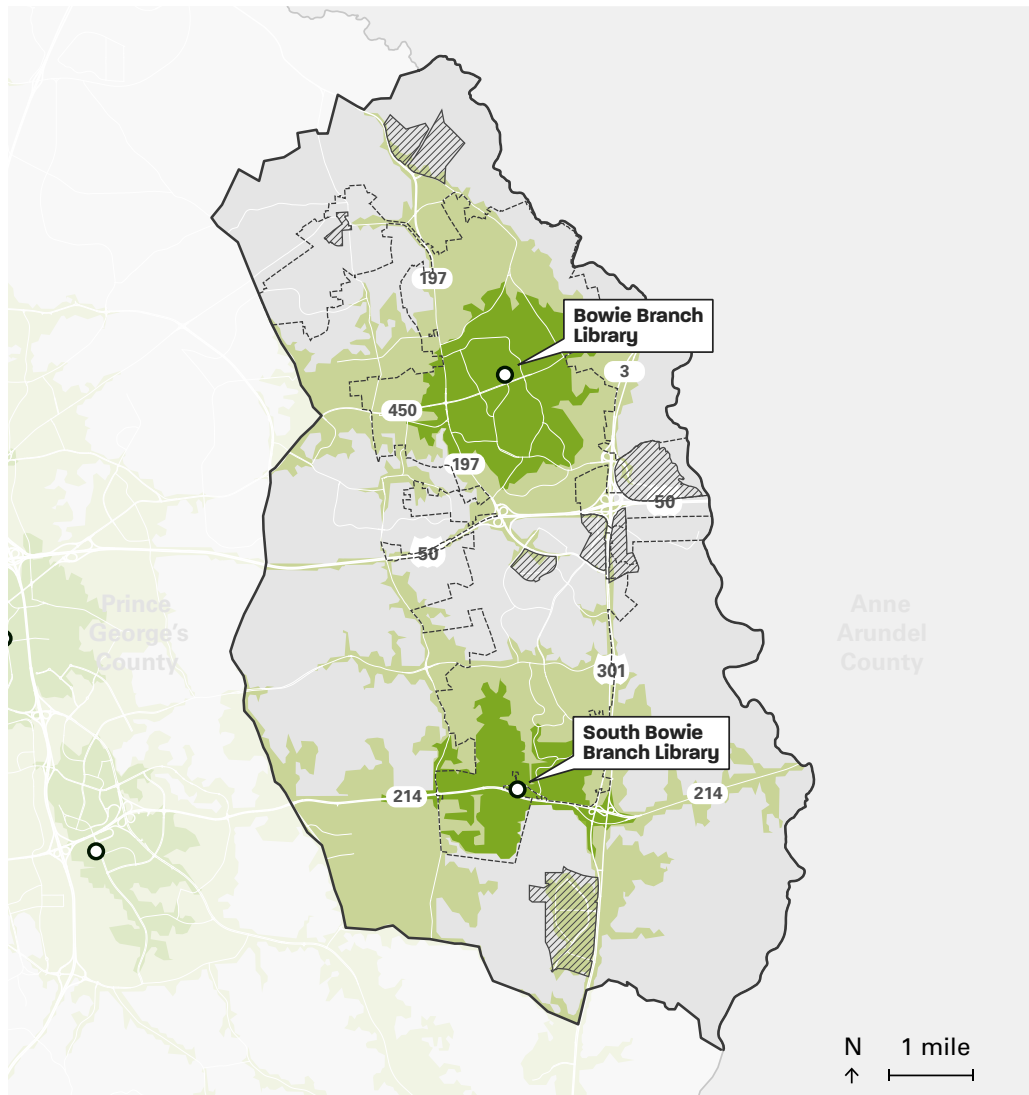 197
Bowie Branch
Library
3
450
197
50
50
Prince
George's
County
Anne
Arundel
County
301
South Bowie
Branch Library
214
214
N
1 mile